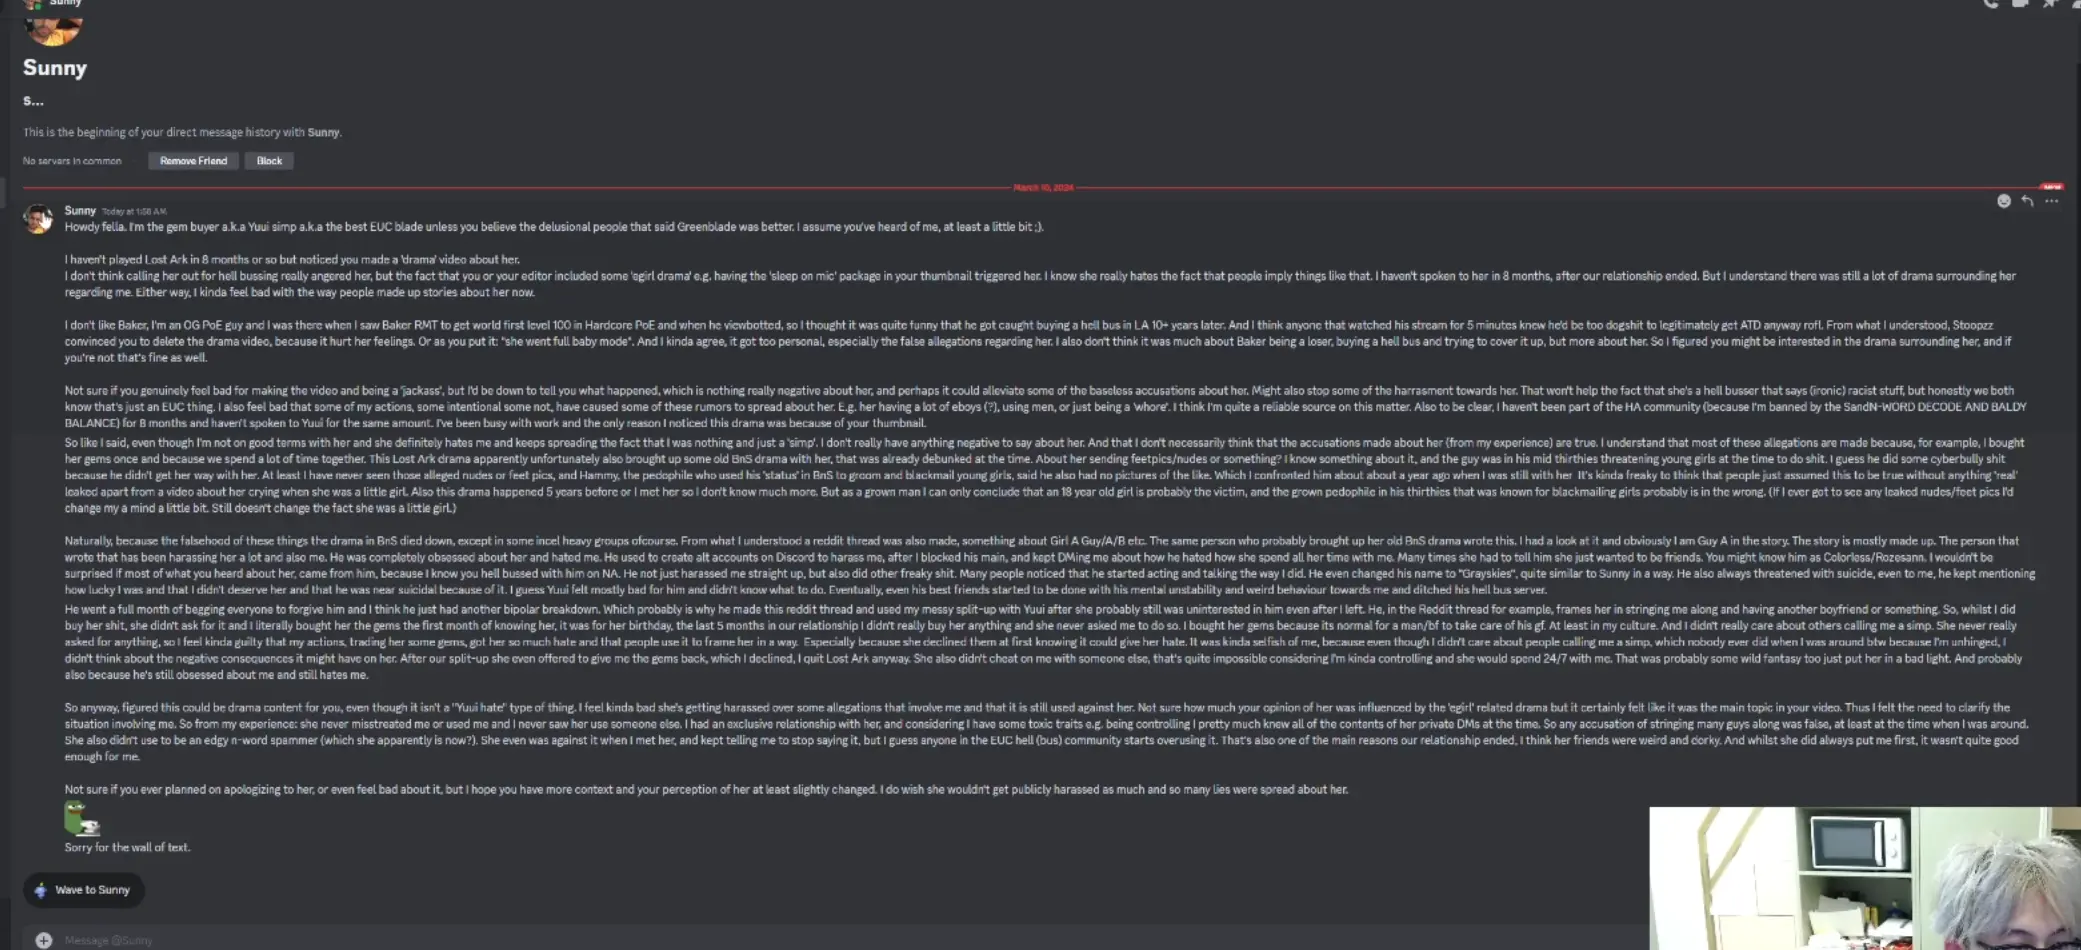 Sunny
Sunny
s...
This is the beginning of your direct message history with Sunny.
No servers in common
Remove Friend
Block
March 10, 2024
NEW
Sunny Today at 1:58 AM
Howdy fella. I'm the gem buyer a.k.a Yuui simp a.k.a the best EUC blade unless you believe the delusional people that said Greenblade was better. I assume you've heard of me, at least a little bit ;).
I haven't played Lost Ark in 8 months or so but noticed you made a 'drama' video about her.
I don't think calling her out for hell bussing really angered her, but the fact that you or your editor included some 'egirl drama' e.g. having the 'sleep on mic' package in your thumbnail triggered her. I know she really hates the fact that people imply things like that. I haven't spoken to her in 8 months, after our relationship ended. But I understand there was still a lot of drama surrounding her
regarding me. Either way, I kinda feel bad with the way people made up stories about her now.
I don't like Baker, I'm an OG PoE guy and I was there when I saw Baker RMT to get world first level 100 in Hardcore PoE and when he viewbotted, so I thought it was quite funny that he got caught buying a hell bus in LA 10+ years later. And I think anyone that watched his stream for 5 minutes knew he'd be too dogshit to legitimately get ATD anyway rofl. From what I understood, Stoopzz
convinced you to delete the drama video, because it hurt her feelings. Or as you put it: "she went full baby mode". And I kinda agree, it got too personal, especially the false allegations regarding her. I also don't think it was much about Baker being a loser, buying a hell bus and trying to cover it up, but more about her. So I figured you might be interested in the drama surrounding her, and if
you're not that's fine as well.
Not sure if you genuinely feel bad for making the video and being a 'jackass', but I'd be down to tell you what happened, which is nothing really negative about her, and perhaps it could alleviate some of the baseless accusations about her. Might also stop some of the harrasment towards her. That won't help the fact that she's a hell busser that says (ironic) racist stuff, but honestly we both
know that's just an EUC thing. I also feel bad that some of my actions, some intentional some not, have caused some of these rumors to spread about her. E.g. her having a lot of eboys (?), using men, or just being a 'whore'. I think I'm quite a reliable source on this matter. Also to be clear, I haven't been part of the HA community (because I'm banned by the SandN-WORD DECODE AND BALDY
BALANCE) for 8 months and haven't spoken to Yuui for the same amount. I've been busy with work and the only reason I noticed this drama was because of your thumbnail.
So like I said, even though I'm not on good terms with her and she definitely hates me and keeps spreading the fact that I was nothing and just a 'simp'. I don't really have anything negative to say about her. And that I don't necessarily think that the accusations made about her (from my experience) are true. I understand that most of these allegations are made because, for example, I bought
her gems once and because we spend a lot of time together. This Lost Ark drama apparently unfortunately also brought up some old BnS drama with her, that was already debunked at the time. About her sending feetpics/nudes or something? I know something about it, and the guy was in his mid thirthies threatening young girls at the time to do shit. I guess he did some cyberbully shit
because he didn't get her way with her. At least I have never seen those alleged nudes or feet pics, and Hammy, the pedophile who used his 'status' in BnS to groom and blackmail young girls, said he also had no pictures of the like. Which I confronted him about about a year ago when I was still with her It's kinda freaky to think that people just assumed this to be true without anything 'real'
leaked apart from a video about her crying when she was a little girl. Also this drama happened 5 years before or I met her so I don't know much more. But as a grown man I can only conclude that an 18 year old girl is probably the victim, and the grown pedophile in his thirthies that was known for blackmailing girls probably is in the wrong. (If I ever got to see any leaked nudes/feet pics I'd
change my a mind a little bit. Still doesn't change the fact she was a little girl.)
Naturally, because the falsehood of these things the drama in BnS died down, except in some incel heavy groups ofcourse. From what I understood a reddit thread was also made, something about Girl A Guy/A/B etc. The same person who probably brought up her old BnS drama wrote this. I had a look at it and obviously I am Guy A in the story. The story is mostly made up. The person that
wrote that has been harassing her a lot and also me. He was completely obsessed about her and hated me. He used to create alt accounts on Discord to harass me, after I blocked his main, and kept DMing me about how he hated how she spend all her time with me. Many times she had to tell him she just wanted to be friends. You might know him as Colorless/Rozesann. I wouldn't be
surprised if most of what you heard about her, came from him, because I know you hell bussed with him on NA. He not just harassed me straight up, but also did other freaky shit. Many people noticed that he started acting and talking the way I did. He even changed his name to "Grayskies", quite similar to Sunny in a way. He also always threatened with suicide, even to me, he kept mentioning
how lucky I was and that I didn't deserve her and that he was near suicidal because of it. I guess Yuui felt mostly bad for him and didn't know what to do. Eventually, even his best friends started to be done with his mental unstability and weird behaviour towards me and ditched his hell bus server.
He went a full month of begging everyone to forgive him and I think he just had another bipolar breakdown. Which probably is why he made this reddit thread and used my messy split-up with Yuui after she probably still was uninterested in him even after I left. He, in the Reddit thread for example, frames her in stringing me along and having another boyfriend or something. So, whilst I did
buy her shit, she didn't ask for it and I literally bought her the gems the first month of knowing her, it was for her birthday, the last 5 months in our relationship I didn't really buy her anything and she never asked me to do so. I bought her gems because its normal for a man/bf to take care of his gf. At least in my culture. And I didn't really care about others calling me a simp. She never really
asked for anything, so I feel kinda guilty that my actions, trading her some gems, got her so much hate and that people use it to frame her in a way. Especially because she declined them at first knowing it could give her hate. It was kinda selfish of me, because even though I didn't care about people calling me a simp, which nobody ever did when I was around btw because I'm unhinged, I
didn't think about the negative consequences it might have on her. After our split-up she even offered to give me the gems back, which I declined, I quit Lost Ark anyway. She also didn't cheat on me with someone else, that's quite impossible considering I'm kinda controlling and she would spend 24/7 with me. That was probably some wild fantasy too just put her in a bad light. And probably
also because he's still obsessed about me and still hates me.
So anyway, figured this could be drama content for you, even though it isn't a "Yuui hate" type of thing. I feel kinda bad she's getting harassed over some allegations that involve me and that it is still used against her. Not sure how much your opinion of her was influenced by the 'egirl' related drama but it certainly felt like it was the main topic in your video. Thus I felt the need to clarify the
situation involving me. So from my experience: she never misstreated me or used me and I never saw her use someone else. I had an exclusive relationship with her, and considering I have some toxic traits e.g. being controlling I pretty much knew all of the contents of her private DMs at the time. So any accusation of stringing many guys along was false, at least at the time when I was around.
She also didn't use to be an edgy n-word spammer (which she apparently is now?). She even was against it when I met her, and kept telling me to stop saying it, but I guess anyone in the EUC hell (bus) community starts overusing it. That's also one of the main reasons our relationship ended, I think her friends were weird and dorky. And whilst she did always put me first, it wasn't quite good
enough for me.
Not sure if you ever planned on apologizing to her, or even feel bad about it, but I hope you have more context and your perception of her at least slightly changed. I do wish she wouldn't get publicly harassed as much and so many lies were spread about her.
Sorry for the wall of text.
Wave to Sunny
Message @Sunny